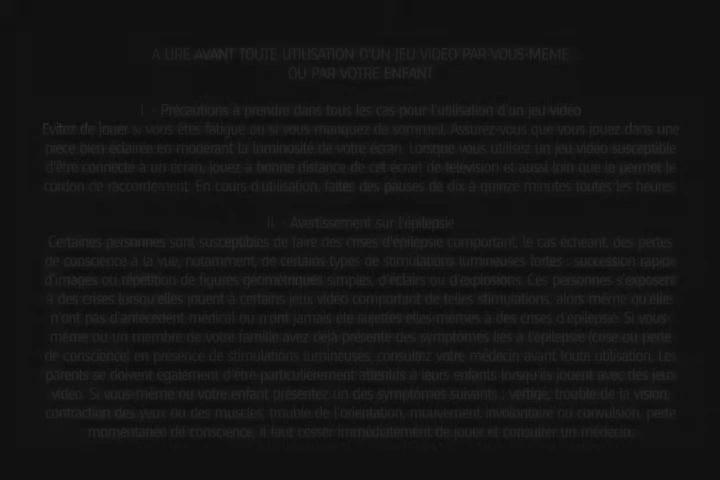 A LIRE AVANT TOUTE UTILISATION D'UN JEU VIDEO PAR VOUS-MEME
OU PAR VOTRE ENFANT
I. - Précautions à prendre dans tous les cas pour l'utilisation d'un jeu vidéo
Evitez de jouer si vous êtes fatigué ou si vous manquez de sommeil. Assurez-vous que vous jouez dans une
pièce bien éclairée en modérant la luminosité de votre écran. Lorsque vous utilisez un jeu vidéo susceptible
d'être connecté à un écran, jouez à bonne distance de cet écran de télévision et aussi loin que le permet le
cordon de raccordement. En cours d'utilisation, faites des pauses de dix à quinze minutes toutes les heures.
II. - Avertissement sur l'épilepsie
Certaines personnes sont susceptibles de faire des crises d'épilepsie comportant, le cas échéant, des pertes
de conscience à la vue, notamment, de certains types de stimulations lumineuses fortes : succession rapide
d'images ou répétition de figures géométriques simples, d'éclairs ou d'explosions. Ces personnes s'exposent
à des crises lorsqu'elles jouent à certains jeux vidéo comportant de telles stimulations, alors même qu'elles
n'ont pas d'antécédent médical ou n'ont jamais été sujettes elles-mêmes à des crises d'épilepsie. Si vous-
même ou un membre de votre famille avez déjà présenté des symptômes liés à l'épilepsie (crise ou perte
de conscience) en présence de stimulations lumineuses, consultez votre médecin avant toute utilisation. Les
parents se doivent également d'être particulièrement attentifs à leurs enfants lorsqu'ils jouent avec des jeux
vidéo. Si vous-même ou votre enfant présentez un des symptômes suivants : vertige, trouble de la vision,
contraction des yeux ou des muscles, trouble de l'orientation, mouvement involontaire ou convulsion, perte
momentanée de conscience, il faut cesser immédiatement de jouer et consulter un médecin.